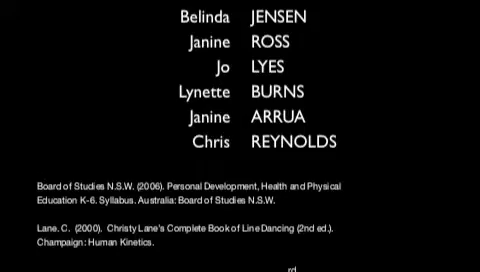 Belinda JENSEN
Janine ROSS
Jo LYES
Lynette BURNS
Janine ARRUA
Chris REYNOLDS
Board of Studies N.S.W. (2006). Personal Development, Health and Physical
Education K-6. Syllabus. Australia: Board of Studies N.S.W.
Lane. C. (2000). Christy Lane's Complete Book of Line Dancing (2nd ed.).
Champaign: Human Kinetics.
rd